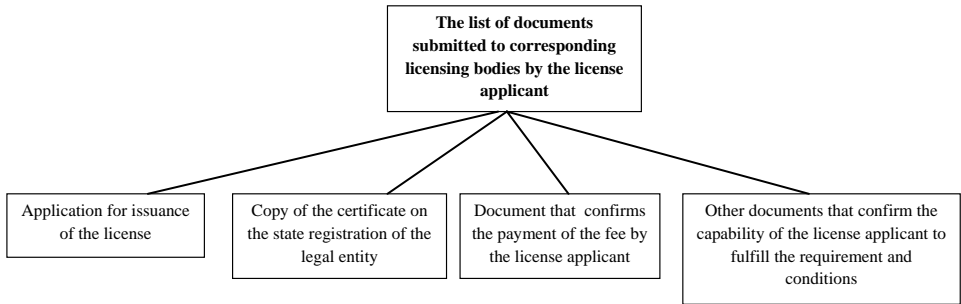 The list of documents
submitted to corresponding
licensing bodies by the license
applicant
Application for issuance
of the license
Copy of the certificate on
the state registration of the
legal entity
Document that confirms
the payment of the fee by
the license applicant
Other documents that confirm the
capability of the license applicant to
fulfill the requirement and
conditions